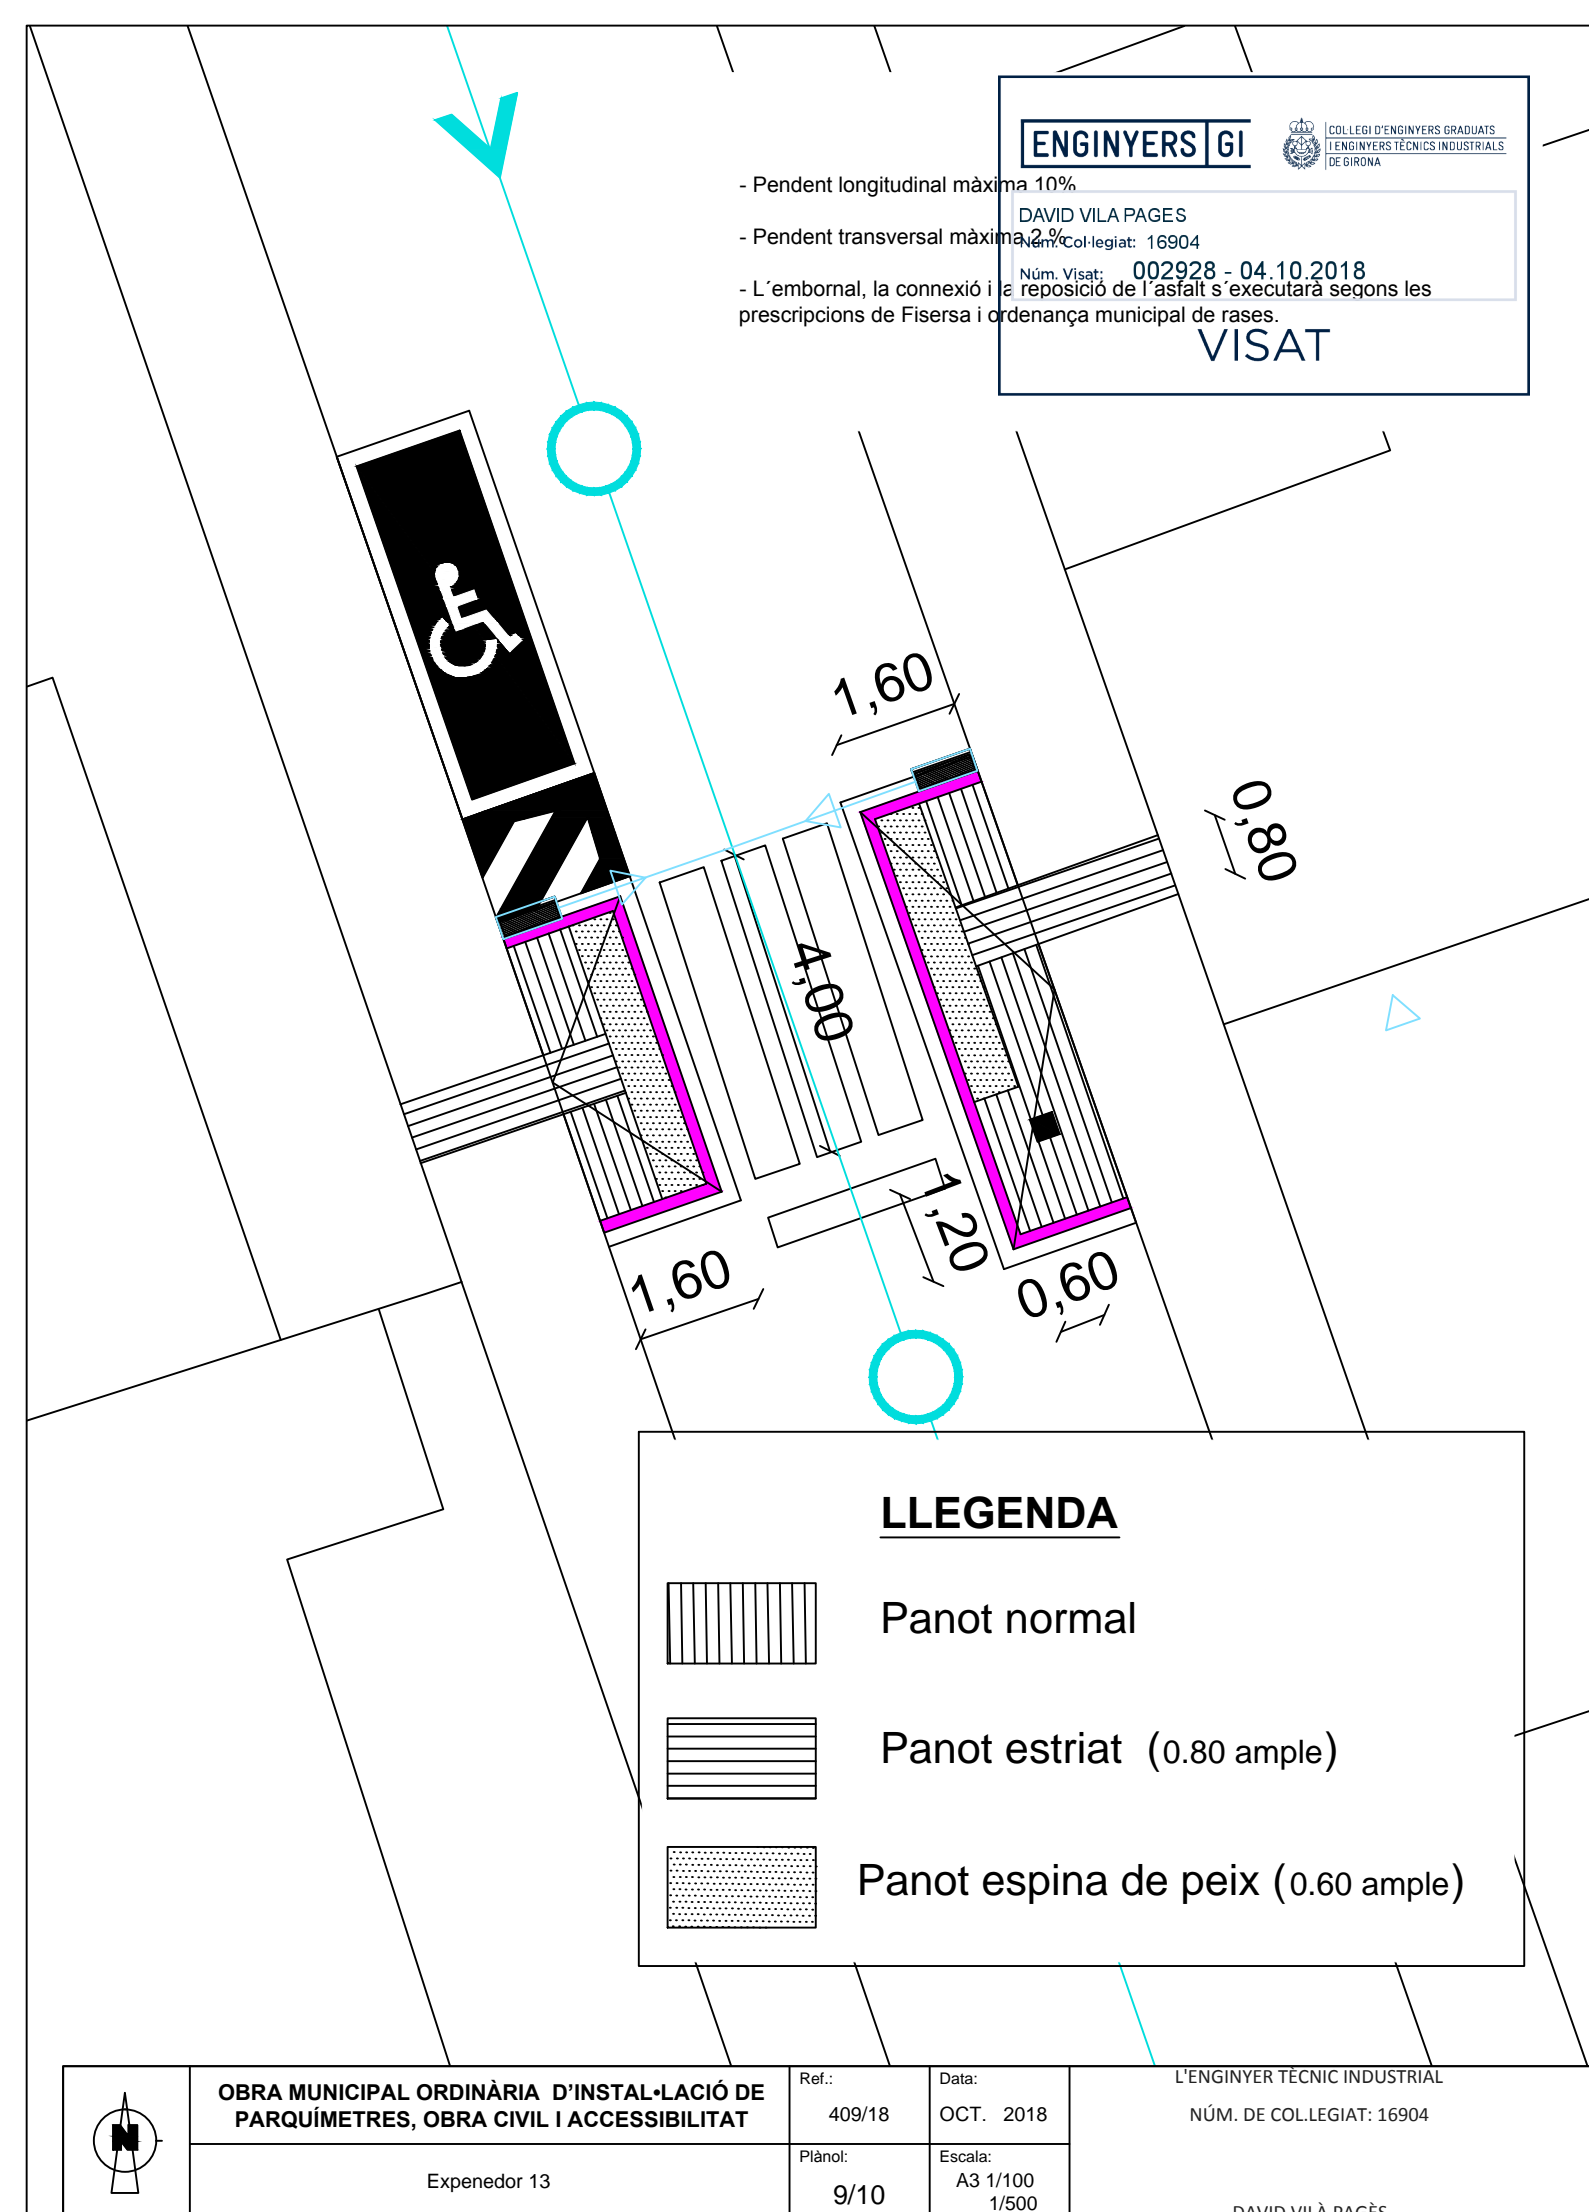 ENGINYERS GI
COL·LEGI D'ENGINYERS GRADUATS
I ENGINYERS TÈCNICS INDUSTRIALS
DE GIRONA
- Pendent longitudinal màxima 10%
DAVID VILA PAGES
- Pendent transversal màxima 2 %
Núm. Col·legiat: 16904
Núm. Visat: 002928 - 04.10.2018
- L´embornal, la connexió i la reposició de l´asfalt s´executarà segons les
prescripcions de Fisersa i ordenança municipal de rases.
VISAT
1,60
0,80
4,00
1,20
1,60
0,60
LLEGENDA
Panot normal
Panot estriat (0.80 ample)
Panot espina de peix (0.60 ample)
N
OBRA MUNICIPAL ORDINÀRIA D'INSTAL•LACIÓ DE
PARQUÍMETRES, OBRA CIVIL I ACCESSIBILITAT
Expenedor 13
Ref.:
409/18
Data:
OCT. 2018
Plànol:
9/10
Escala:
A3 1/100
1/500
L'ENGINYER TÈCNIC INDUSTRIAL
NÚM. DE COL.LEGIAT: 16904
DAVID VILÀ PAGÈS